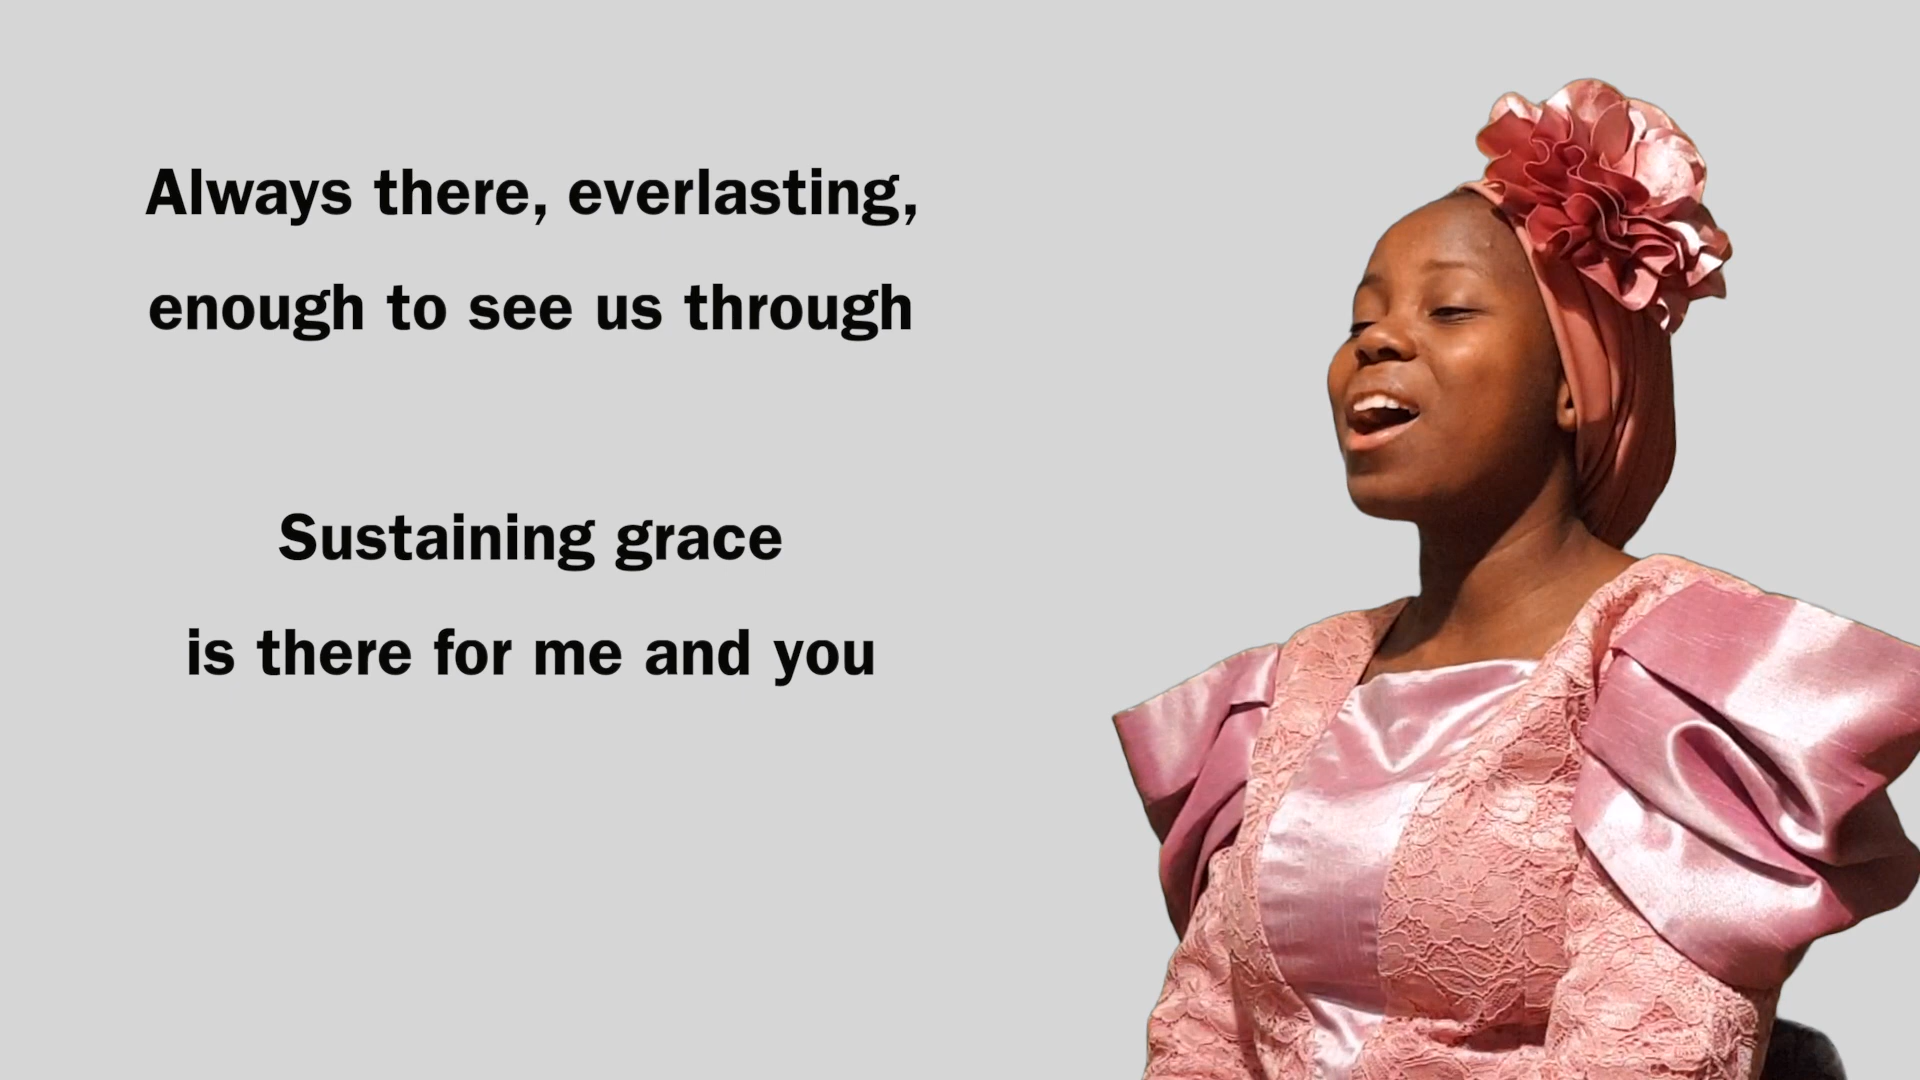 Always there, everlasting,
enough to see us through
Sustaining grace
is there for me and you